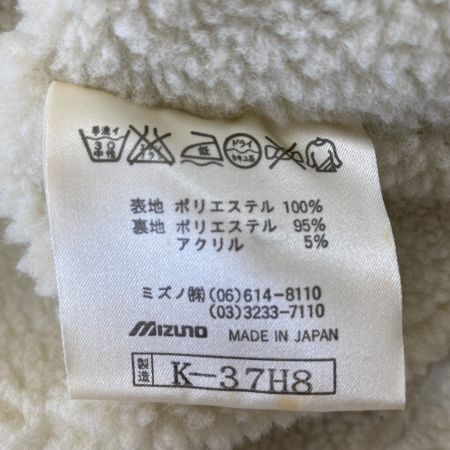 手洗イ 30 中性 エンソサラシ 低 ドライ セキユ系
表地 ポリエステル 100%
裏地 ポリエステル 95%
アクリル 5%
ミズノ㈱(06)614-8110
(03)3233-7110
MIZUNO MADE IN JAPAN
製造 K-37H8